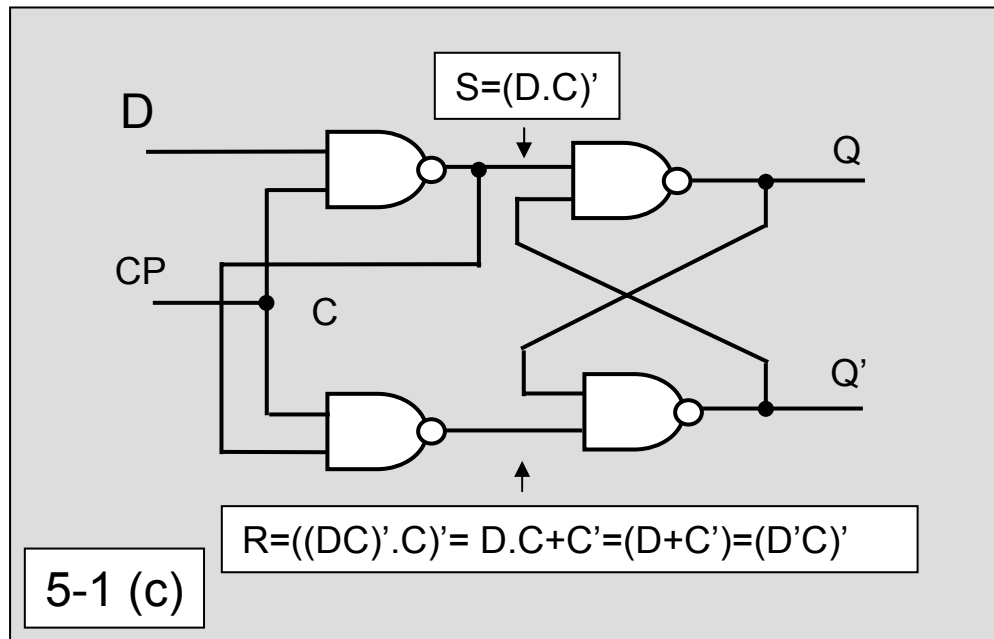 S=(D.C)’
D
Q
CP
C
Q’
R=((DC)’.C)’= D.C+C’=(D+C’)=(D’C)’
5-1 (c)